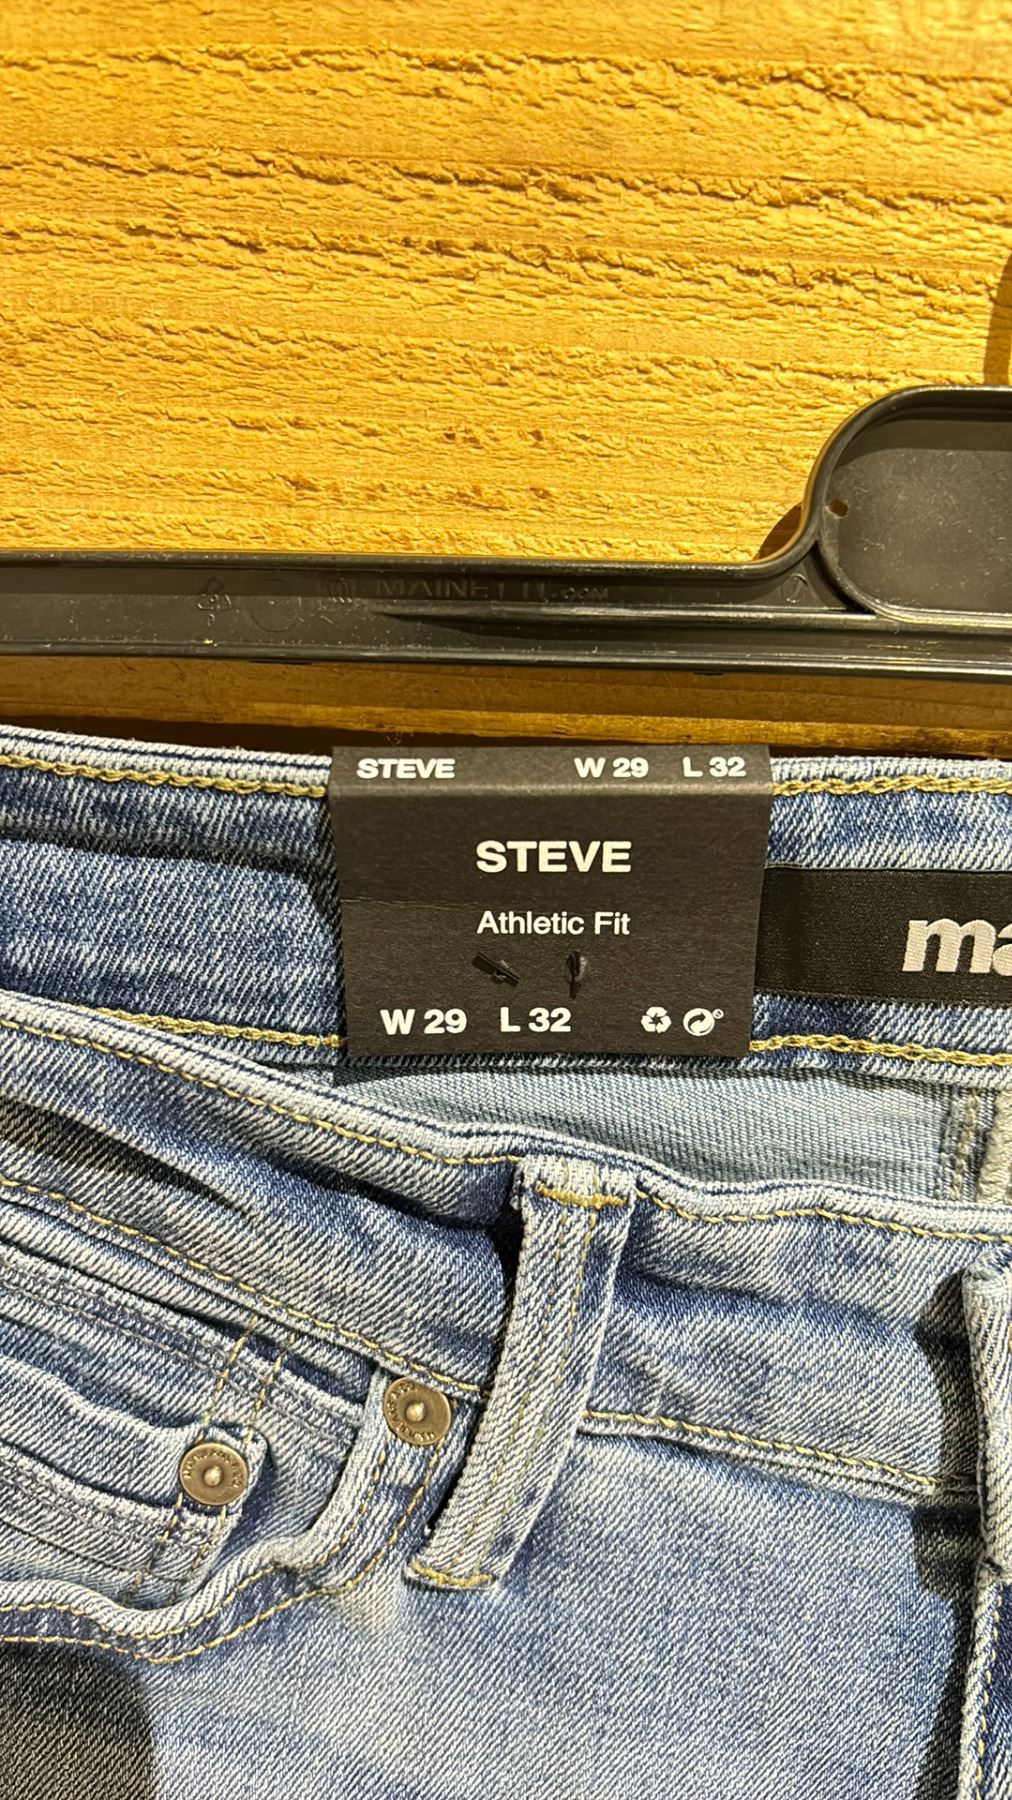 MAINETTI.COM
STEVE W 29 L 32
STEVE
Athletic Fit
ma
W 29 L 32